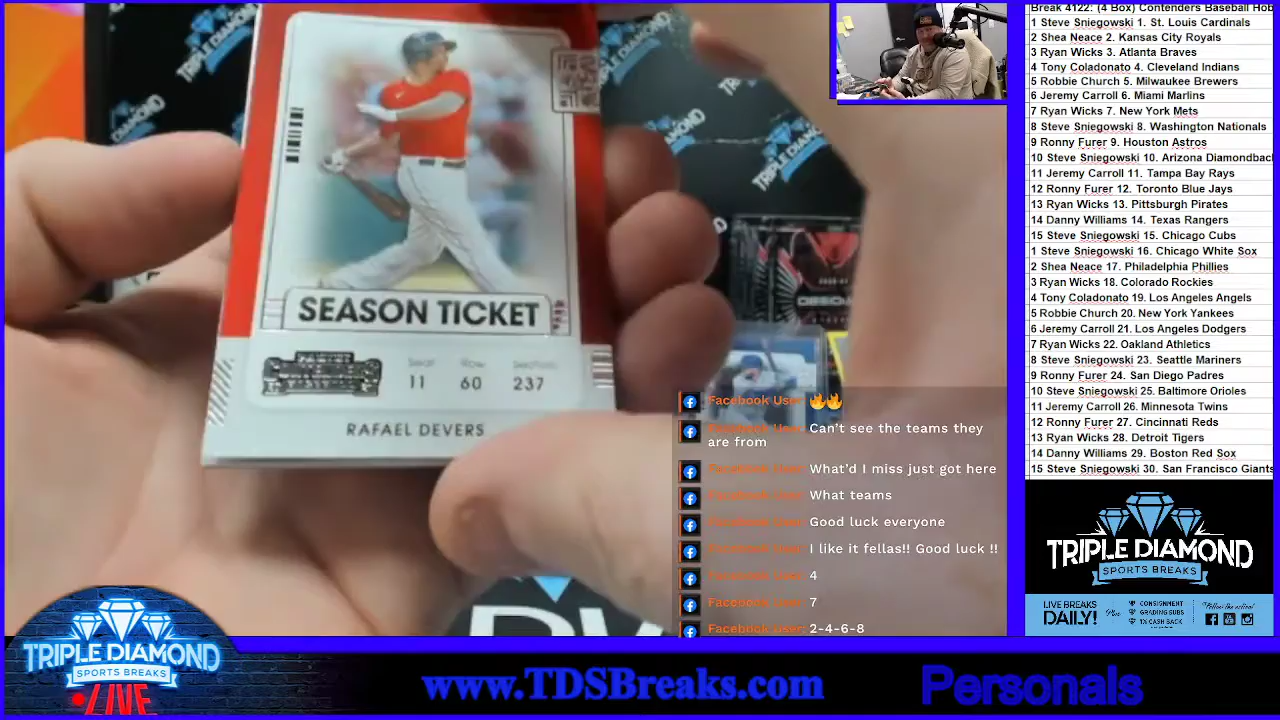 SEASON TICKET
Seat Row Section
11 60 237
RAFAEL DEVERS
DIAMOND
Facebook User: 🔥🔥
Facebook User: Can't see the teams they
are from
Facebook User: What'd I miss just got here
Facebook User: What teams
Facebook User: Good luck everyone
Facebook User: I like it fellas!! Good luck !!
Facebook User: 4
Facebook User: 7
Facebook User: 2-4-6-8
Break 4122: (4 Box) Contenders Baseball Hob
1 Steve Sniegowski 1. St. Louis Cardinals
2 Shea Neace 2. Kansas City Royals
3 Ryan Wicks 3. Atlanta Braves
4 Tony Coladonato 4. Cleveland Indians
5 Robbie Church 5. Milwaukee Brewers
6 Jeremy Carroll 6. Miami Marlins
7 Ryan Wicks 7. New York Mets
8 Steve Sniegowski 8. Washington Nationals
9 Ronny Furer 9. Houston Astros
10 Steve Sniegowski 10. Arizona Diamondbac
11 Jeremy Carroll 11. Tampa Bay Rays
12 Ronny Furer 12. Toronto Blue Jays
13 Ryan Wicks 13. Pittsburgh Pirates
14 Danny Williams 14. Texas Rangers
15 Steve Sniegowski 15. Chicago Cubs
1 Steve Sniegowski 16. Chicago White Sox
2 Shea Neace 17. Philadelphia Phillies
3 Ryan Wicks 18. Colorado Rockies
4 Tony Coladonato 19. Los Angeles Angels
5 Robbie Church 20. New York Yankees
6 Jeremy Carroll 21. Los Angeles Dodgers
7 Ryan Wicks 22. Oakland Athletics
8 Steve Sniegowski 23. Seattle Mariners
9 Ronny Furer 24. San Diego Padres
10 Steve Sniegowski 25. Baltimore Orioles
11 Jeremy Carroll 26. Minnesota Twins
12 Ronny Furer 27. Cincinnati Reds
13 Ryan Wicks 28. Detroit Tigers
14 Danny Williams 29. Boston Red Sox
15 Steve Sniegowski 30. San Francisco Giants
TRIPLE DIAMOND
SPORTS BREAKS
LIVE BREAKS
DAILY!
Plus
CONSIGNMENT
GRADING SUBS
1% CASH BACK
Follow the action!
TRIPLE DIAMOND
SPORTS BREAKS
LIVE
www.TDSBreaks.com
Personals